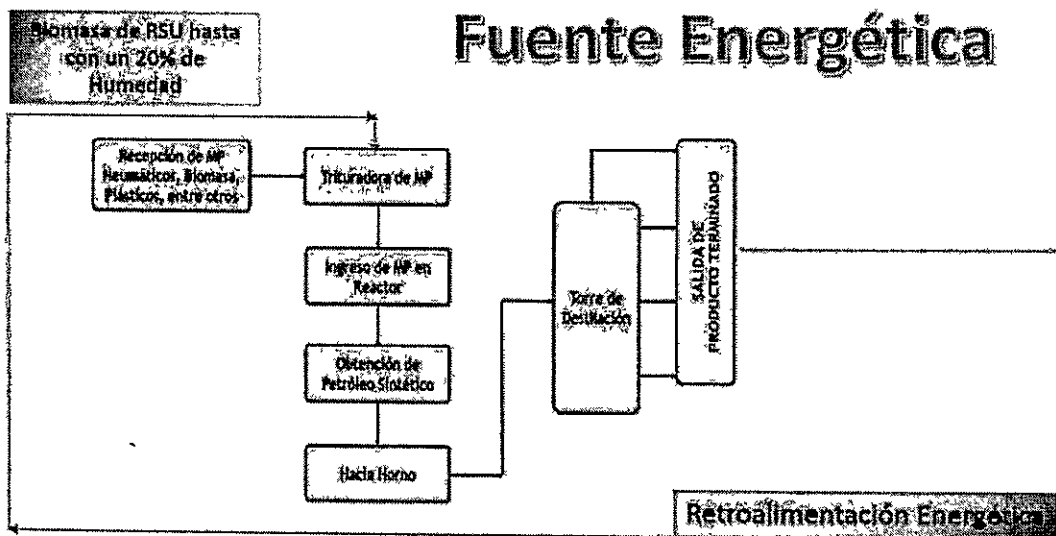 Fuente Energética
Biomasa de RSU hasta
con un 20% de
Humedad
Recepción de MP
Neumáticos, Biomasa,
Plásticos, entre otros
Trituradora de MP
Ingreso de MP en
Reactor
Obtención de
Petróleo Sintético
Hacia Horno
Torre de
Destilación
SALIDA DE
PRODUCTO TERMINADO
Retroalimentación Energética